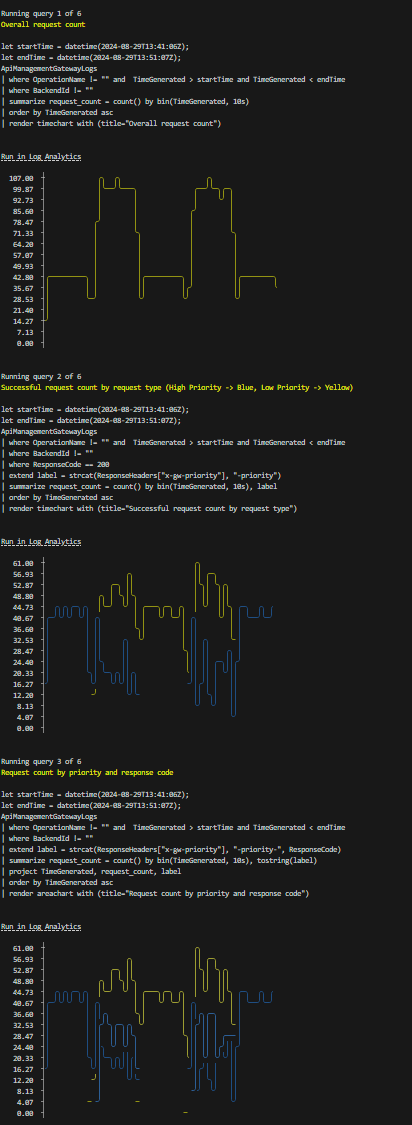 Running query 1 of 6
Overall request count
let startTime = datetime(2024-08-29T13:41:06Z);
let endTime = datetime(2024-08-29T13:51:07Z);
ApiManagementGatewayLogs
| where OperationName != "" and  TimeGenerated > startTime and TimeGenerated < endTime
| where BackendId != ""
| summarize request_count = count() by bin(TimeGenerated, 10s)
| order by TimeGenerated asc
| render timechart with (title="Overall request count")
Run in Log Analytics
107.00
99.87
92.73
85.60
78.47
71.33
64.20
57.07
49.93
42.80
35.67
28.53
21.40
14.27
7.13
0.00
Running query 2 of 6
Successful request count by request type (High Priority -> Blue, Low Priority -> Yellow)
let startTime = datetime(2024-08-29T13:41:06Z);
let endTime = datetime(2024-08-29T13:51:07Z);
ApiManagementGatewayLogs
| where OperationName != "" and  TimeGenerated > startTime and TimeGenerated < endTime
| where BackendId != ""
| where ResponseCode == 200
| extend label = strcat(ResponseHeaders["x-gw-priority"], "-priority")
| summarize request_count = count() by bin(TimeGenerated, 10s), label
| order by TimeGenerated asc
| render timechart with (title="Successful request count by request type")
Run in Log Analytics
61.00
56.93
52.87
48.80
44.73
40.67
36.60
32.53
28.47
24.40
20.33
16.27
12.20
8.13
4.07
0.00
Running query 3 of 6
Request count by priority and response code
let startTime = datetime(2024-08-29T13:41:06Z);
let endTime = datetime(2024-08-29T13:51:07Z);
ApiManagementGatewayLogs
| where OperationName != "" and  TimeGenerated > startTime and TimeGenerated < endTime
| where BackendId != ""
| extend label = strcat(ResponseHeaders["x-gw-priority"], "-priority-", ResponseCode)
| summarize request_count = count() by bin(TimeGenerated, 10s), tostring(label)
| project TimeGenerated, request_count, label
| order by TimeGenerated asc
| render areachart with (title="Request count by priority and response code")
Run in Log Analytics
61.00
56.93
52.87
48.80
44.73
40.67
36.60
32.53
28.47
24.40
20.33
16.27
12.20
8.13
4.07
0.00